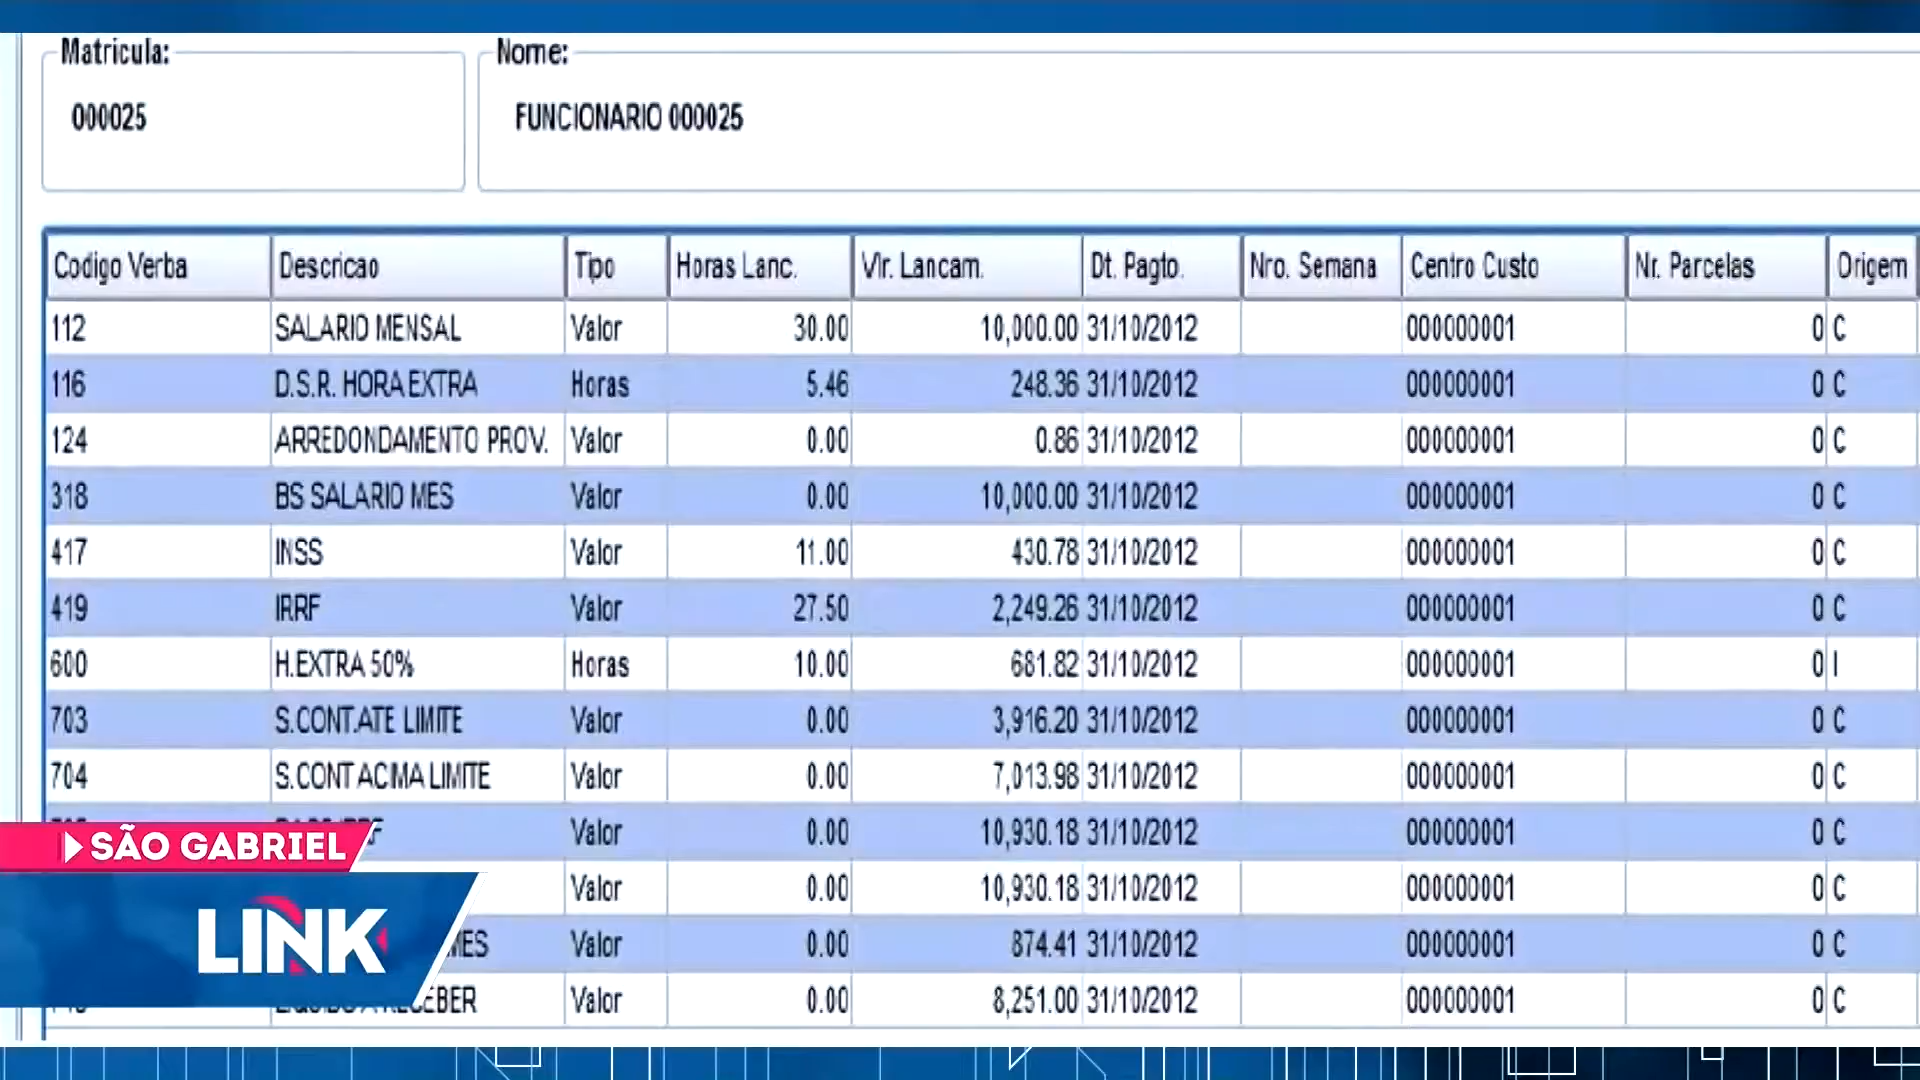 Matricula:
Nome:
000025
FUNCIONARIO 000025
Codigo Verba Descricao Tipo Horas Lanc. Vlr. Lancam. Dt. Pagto. Nro. Semana Centro Custo Nr. Parcelas Origem
112 SALARIO MENSAL Valor 30.00 10,000.00 31/10/2012 000000001 0 C
116 D.S.R. HORA EXTRA Horas 5.46 248.36 31/10/2012 000000001 0 C
124 ARREDONDAMENTO PROV. Valor 0.00 0.86 31/10/2012 000000001 0 C
318 BS SALARIO MES Valor 0.00 10,000.00 31/10/2012 000000001 0 C
417 INSS Valor 11.00 430.78 31/10/2012 000000001 0 C
419 IRRF Valor 27.50 2,249.26 31/10/2012 000000001 0 C
600 H.EXTRA 50% Horas 10.00 681.82 31/10/2012 000000001 0 I
703 S.CONT.ATE LIMITE Valor 0.00 3,916.20 31/10/2012 000000001 0 C
704 S.CONT ACIMA LIMITE Valor 0.00 7,013.98 31/10/2012 000000001 0 C
Valor 0.00 10,930.18 31/10/2012 000000001 0 C
Valor 0.00 10,930.18 31/10/2012 000000001 0 C
MES Valor 0.00 874.41 31/10/2012 000000001 0 C
Valor 0.00 8,251.00 31/10/2012 000000001 0 C
SÃO GABRIEL
LINK